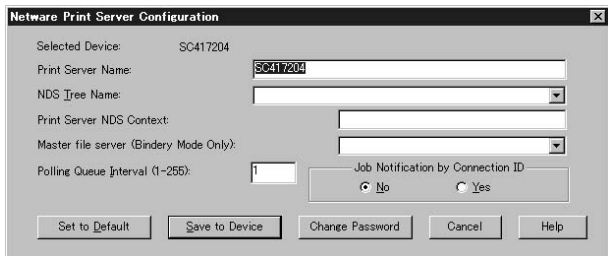 Netware Print Server Configuration
Selected Device: SC417204
Print Server Name: SC417204
NDS Tree Name:
Print Server NDS Context:
Master file server (Bindery Mode Only):
Polling Queue Interval (1-255): 1
Job Notification by Connection ID
No Yes
Set to Default Save to Device Change Password Cancel Help